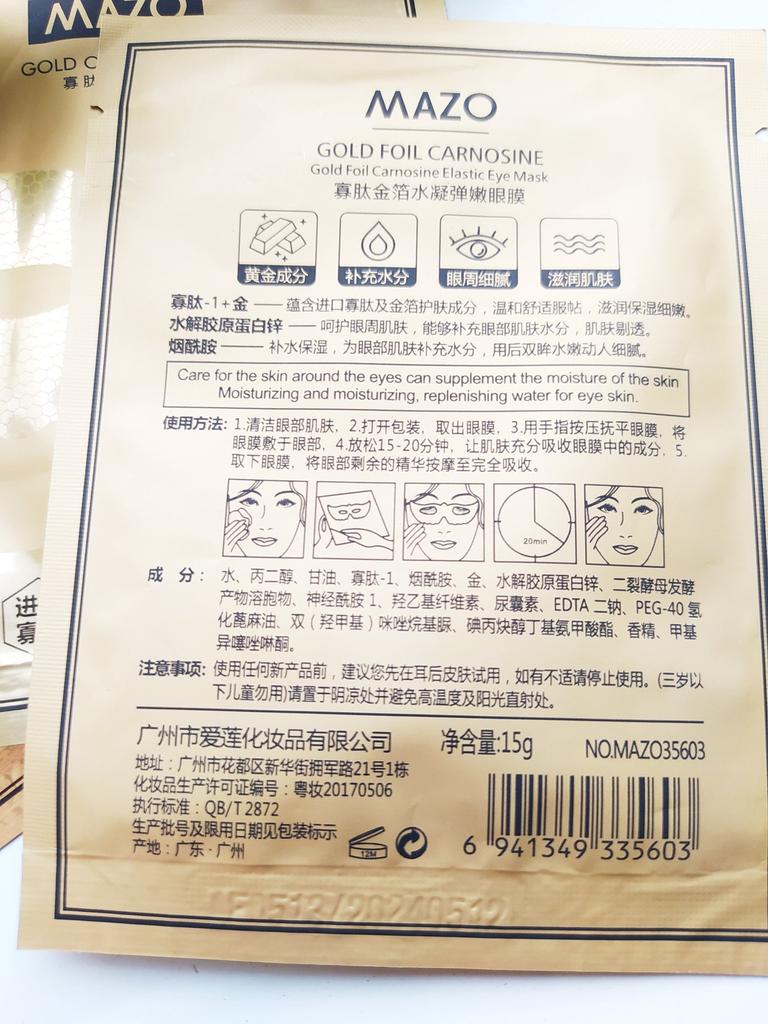 MAZO
GOLD C
寡肽
MAZO
GOLD FOIL CARNOSINE
Gold Foil Carnosine Elastic Eye Mask
寡肽金箔水凝弹嫩眼膜
黄金成分
补充水分
眼周细腻
滋润肌肤
寡肽-1+金 —— 蕴含进口寡肽及金箔护肤成分，温和舒适服帖，滋润保湿细嫩。
水解胶原蛋白锌 —— 呵护眼周肌肤，能够补充眼部肌肤水分，肌肤剔透。
烟酰胺 —— 补水保湿，为眼部肌肤补充水分，用后双眸水嫩动人细腻。
Care for the skin around the eyes can supplement the moisture of the skin
Moisturizing and moisturizing, replenishing water for eye skin.
使用方法: 1.清洁眼部肌肤，2.打开包装，取出眼膜，3.用手指按压抚平眼膜，将
眼膜敷于眼部，4.放松15-20分钟，让肌肤充分吸收眼膜中的成分，5.
取下眼膜，将眼部剩余的精华按摩至完全吸收。
20min
成 分：水、丙二醇、甘油、寡肽-1、烟酰胺、金、水解胶原蛋白锌、二裂酵母发酵
产物溶胞物、神经酰胺 1、羟乙基纤维素、尿囊素、EDTA 二钠、PEG-40 氢
化蓖麻油、双（羟甲基）咪唑烷基脲、碘丙炔醇丁基氨甲酸酯、香精、甲基
异噻唑啉酮。
注意事项: 使用任何新产品前，建议您先在耳后皮肤试用，如有不适请停止使用。(三岁以
下儿童勿用)请置于阴凉处并避免高温度及阳光直射处。
广州市爱莲化妆品有限公司
净含量:15g
NO.MAZO35603
地址：广州市花都区新华街拥军路21号1栋
化妆品生产许可证编号：粤妆20170506
执行标准：QB/T 2872
生产批号及限用日期见包装标示
产地：广东·广州
12M
6 941349 335603
进
寡